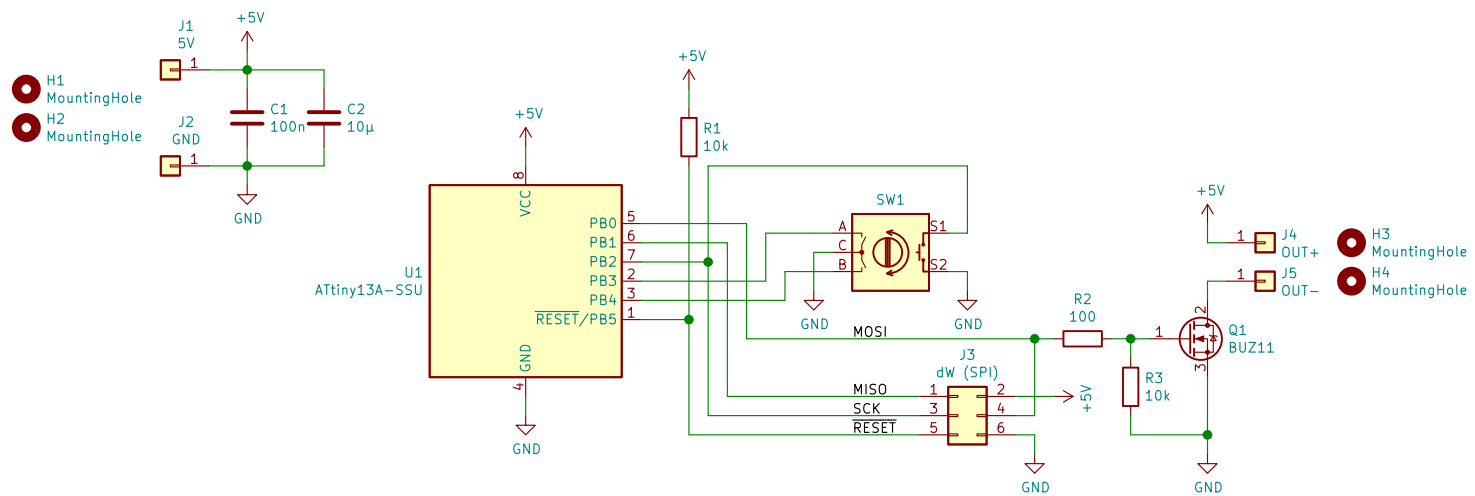 J1
5V
1
+5V
H1
MountingHole
H2
MountingHole
C1
100n
C2
10µ
J2
GND
1
GND
+5V
8
VCC
U1
ATtiny13A-SSU
PB0
5
PB1
6
PB2
7
PB3
2
PB4
3
RESET/PB5
1
GND
4
GND
+5V
R1
10k
SW1
A
C
B
S1
S2
GND
GND
MOSI
MISO
SCK
RESET
J3
dW (SPI)
1
2
3
4
5
6
+5V
GND
R2
100
R3
10k
1
2
3
Q1
BUZ11
GND
+5V
1
J4
OUT+
1
J5
OUT-
H3
MountingHole
H4
MountingHole